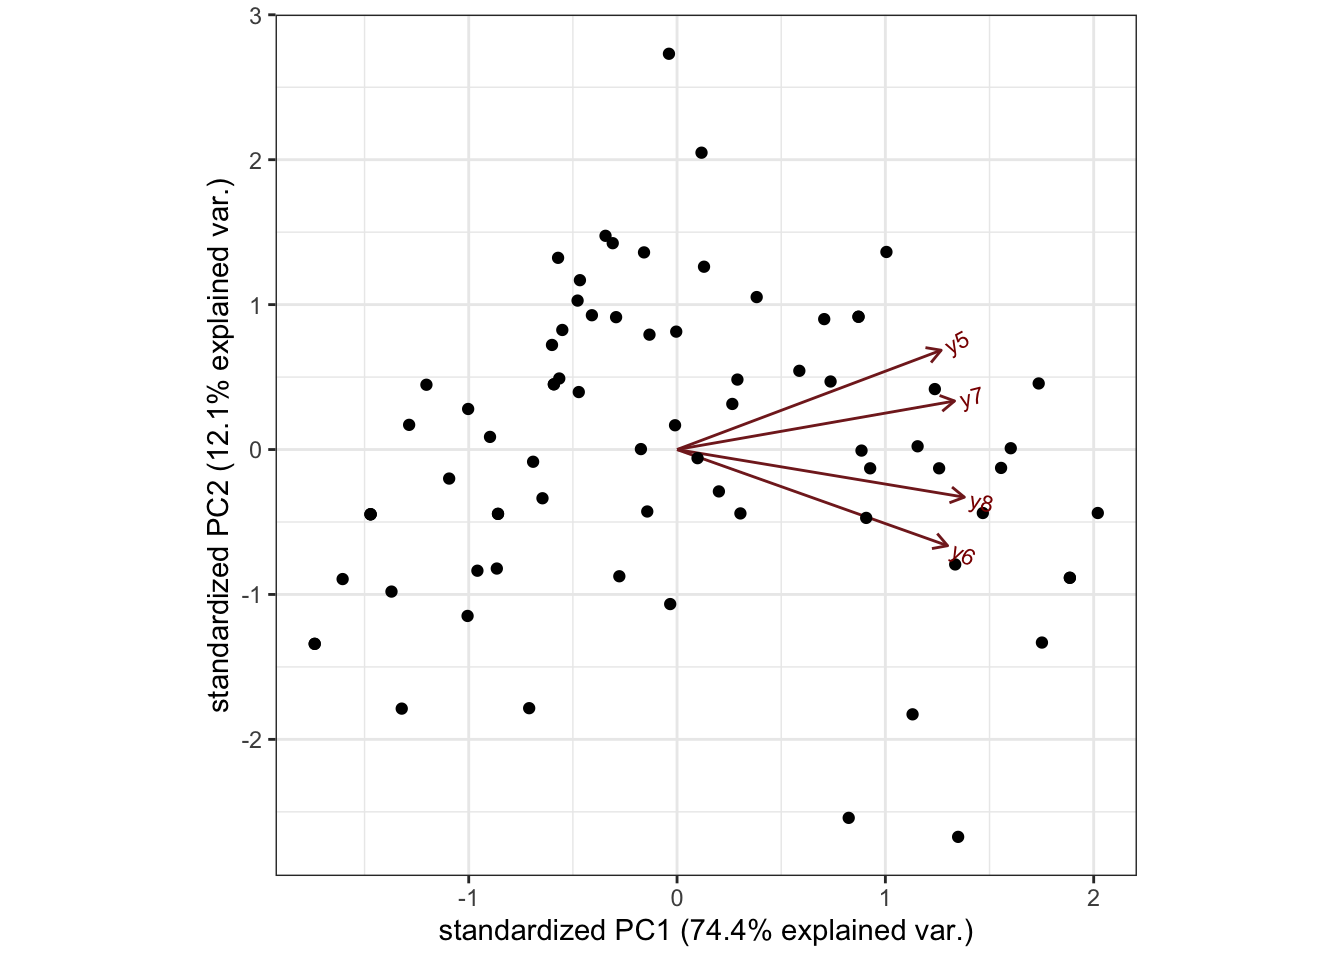 3
2
1
0
-1
-2
standardized PC2 (12.1% explained var.)
y5
y7
y8
y6
-1
0
1
2
standardized PC1 (74.4% explained var.)